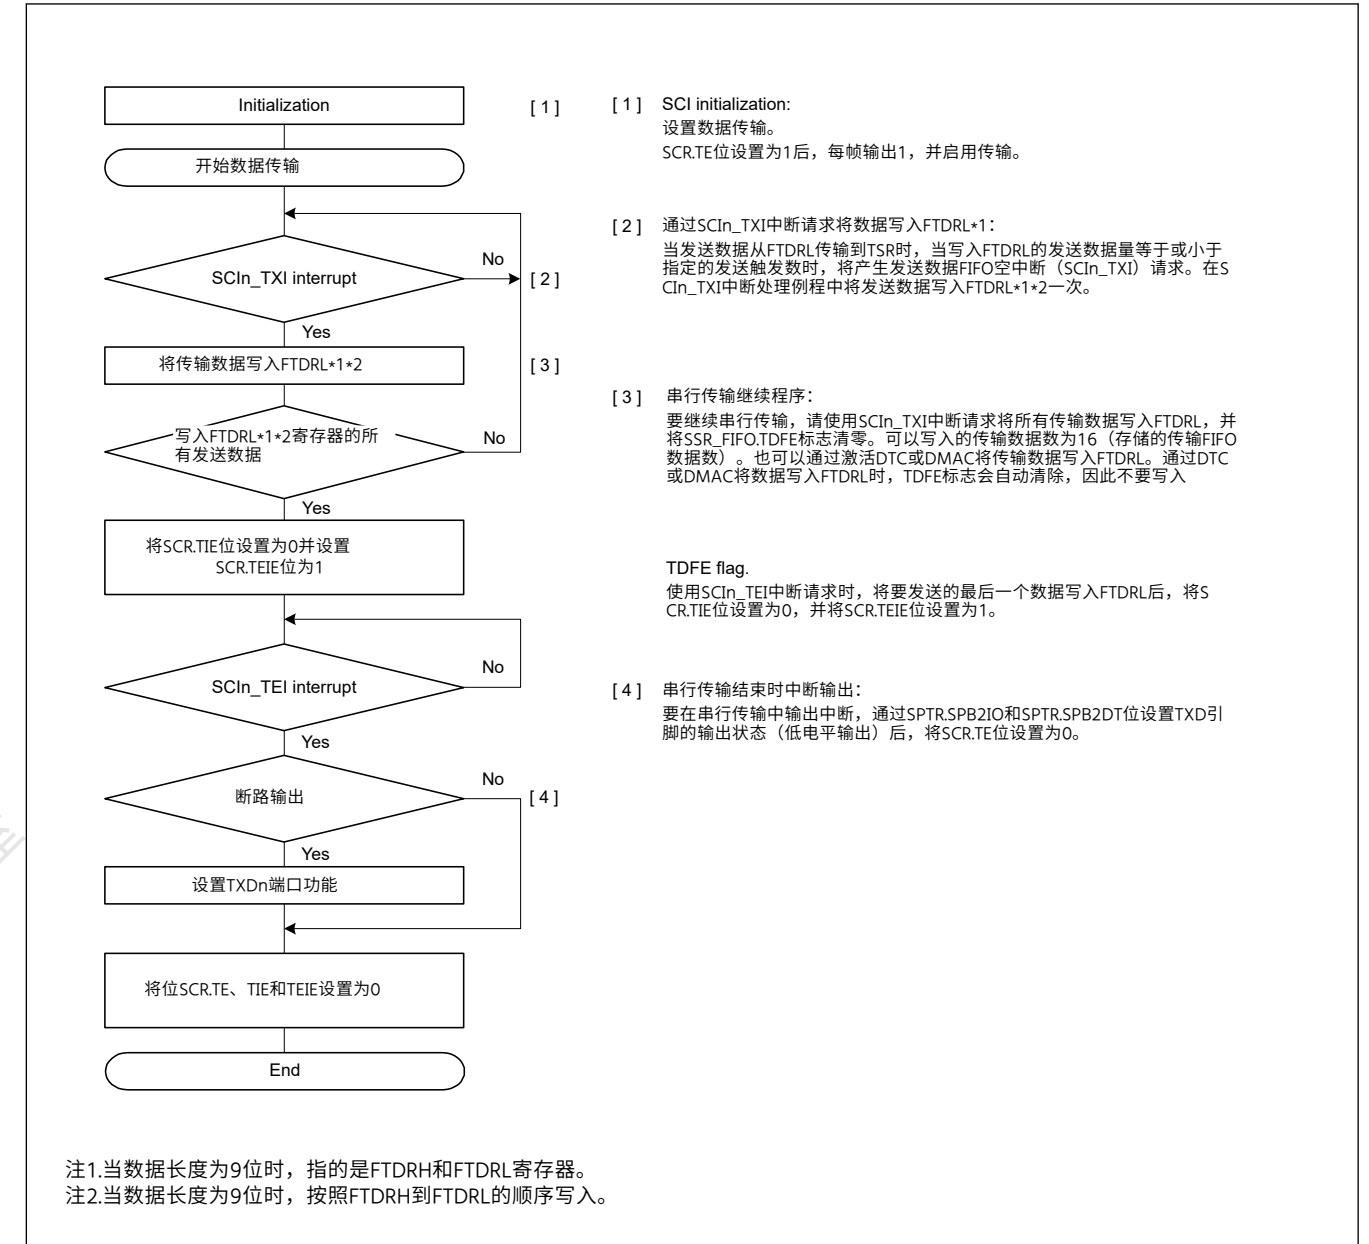 Initialization
[ 1 ]
开始数据传输
SCIn_TXI interrupt
No
[ 2 ]
Yes
将传输数据写入FTDRL*1*2
[ 3 ]
写入FTDRL*1*2寄存器的所
有发送数据
No
Yes
将SCR.TIE位设置为0并设置
SCR.TEIE位为1
SCIn_TEI interrupt
No
Yes
断路输出
No
[ 4 ]
Yes
设置TXDn端口功能
将位SCR.TE、TIE和TEIE设置为0
End
[ 1 ] SCI initialization:
设置数据传输。
SCR.TE位设置为1后，每帧输出1，并启用传输。
[ 2 ] 通过SCIn_TXI中断请求将数据写入FTDRL*1：
当发送数据从FTDRL传输到TSR时，当写入FTDRL的发送数据量等于或小于
指定的发送触发数时，将产生发送数据FIFO空中断（SCIn_TXI）请求。在S
CIn_TXI中断处理例程中将发送数据写入FTDRL*1*2一次。
[ 3 ] 串行传输继续程序：
要继续串行传输，请使用SCIn_TXI中断请求将所有传输数据写入FTDRL，并
将SSR_FIFO.TDFE标志清零。可以写入的传输数据数为16（存储的传输FIFO
数据数）。也可以通过激活DTC或DMAC将传输数据写入FTDRL。通过DTC
或DMAC将数据写入FTDRL时，TDFE标志会自动清除，因此不要写入
TDFE flag.
使用SCIn_TEI中断请求时，将要发送的最后一个数据写入FTDRL后，将S
CR.TIE位设置为0，并将SCR.TEIE位设置为1。
[ 4 ] 串行传输结束时中断输出：
要在串行传输中输出中断，通过SPTR.SPB2IO和SPTR.SPB2DT位设置TXD引
脚的输出状态（低电平输出）后，将SCR.TE位设置为0。
注1.当数据长度为9位时，指的是FTDRH和FTDRL寄存器。
注2.当数据长度为9位时，按照FTDRH到FTDRL的顺序写入。